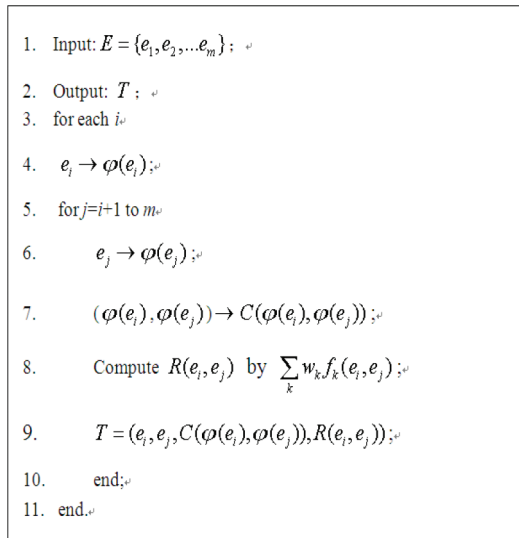 1. Input: E = {e₁,e₂,...eₘ};
2. Output: T;
3. for each i
4. eᵢ → φ(eᵢ);
5. for j=i+1 to m
6. eⱼ → φ(eⱼ);
7. (φ(eᵢ),φ(eⱼ)) → C(φ(eᵢ),φ(eⱼ));
8. Compute R(eᵢ,eⱼ) by ∑ₖ wₖfₖ(eᵢ,eⱼ);
9. T = (eᵢ,eⱼ,C(φ(eᵢ),φ(eⱼ)),R(eᵢ,eⱼ));
10. end;
11. end.